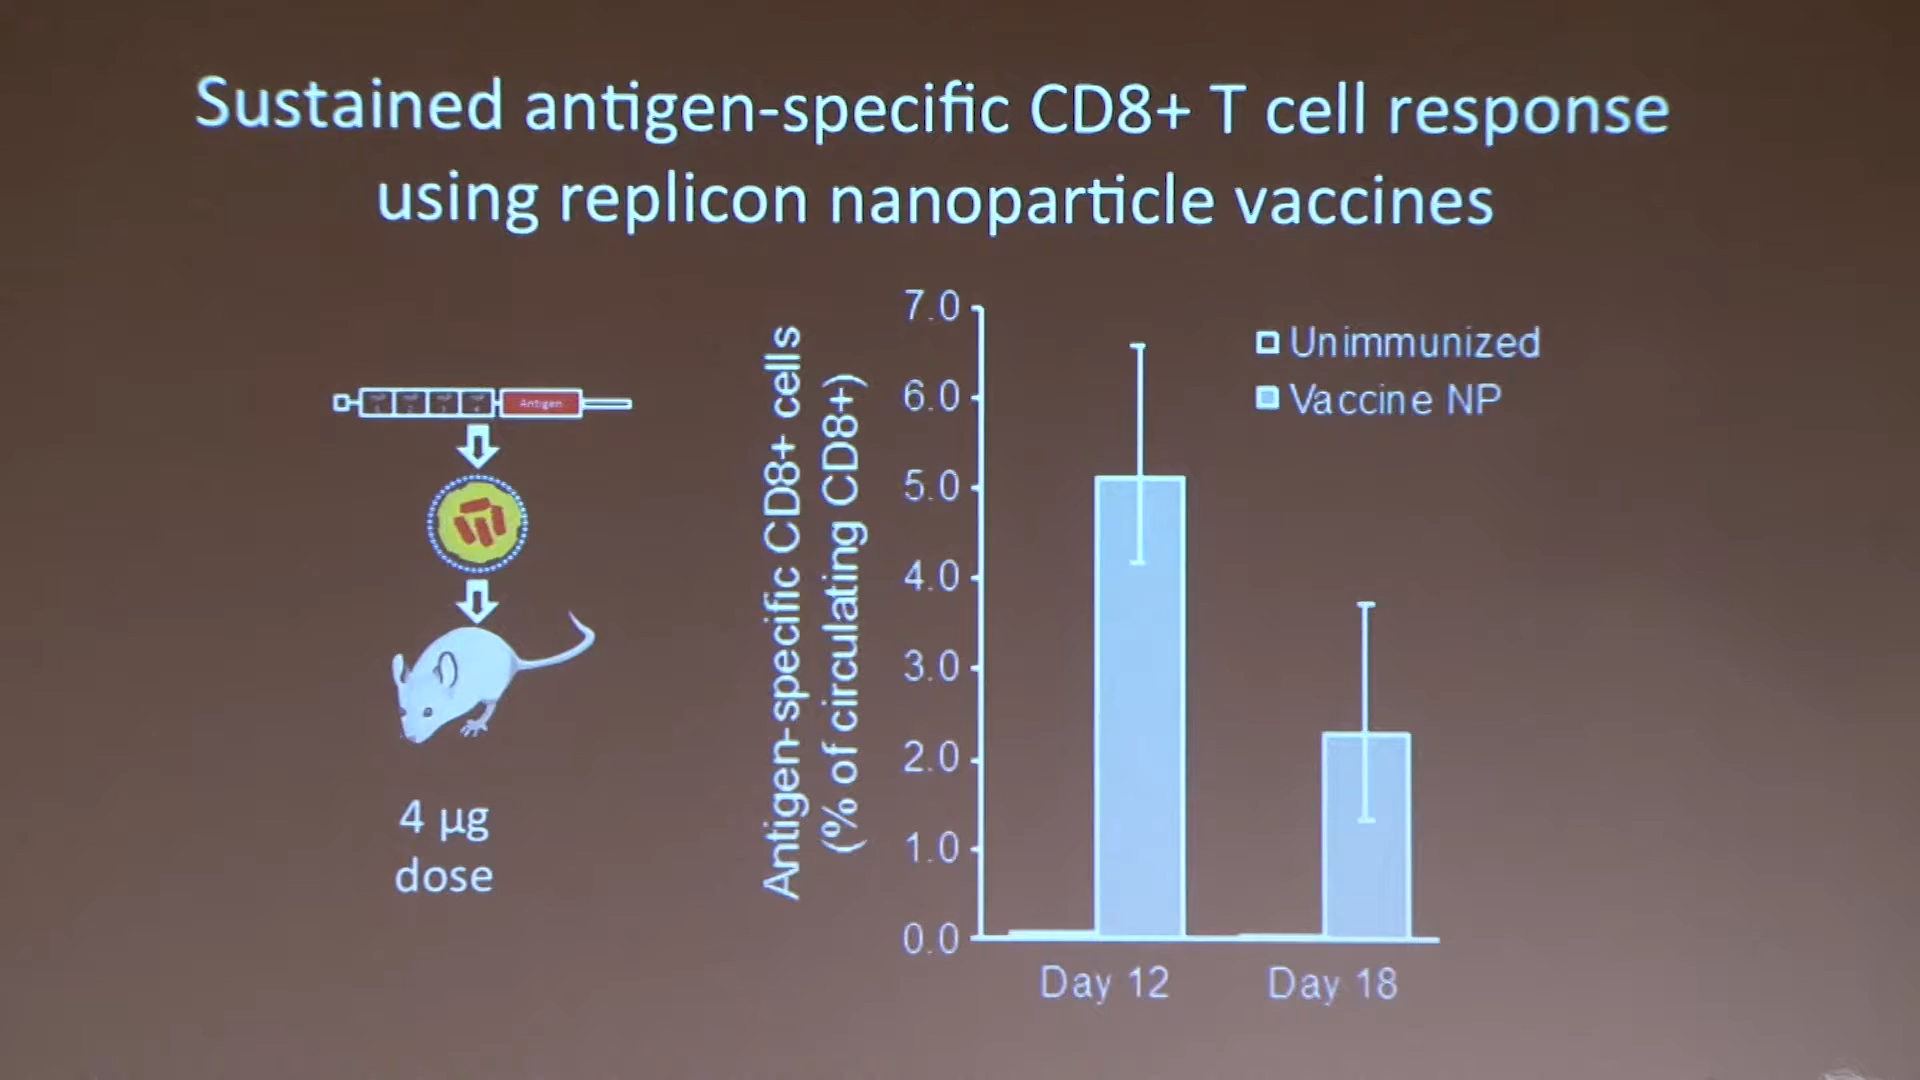 Sustained antigen-specific CD8+ T cell response
using replicon nanoparticle vaccines
Antigen
4 µg
dose
Antigen-specific CD8+ cells
(% of circulating CD8+)
7.0
6.0
5.0
4.0
3.0
2.0
1.0
0.0
Unimmunized
Vaccine NP
Day 12
Day 18